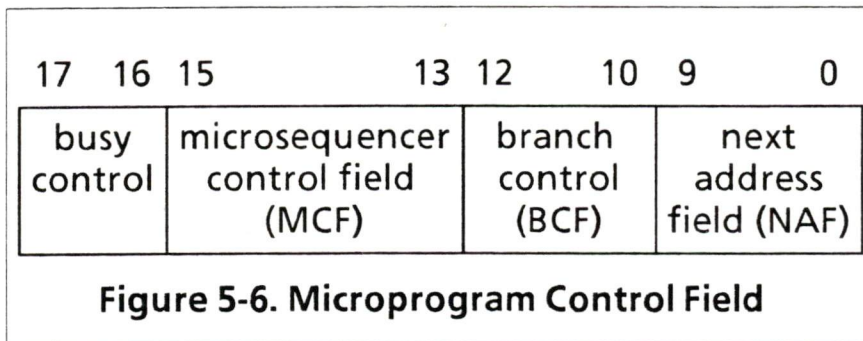 17 16 15 13 12 10 9 0
busy control
microsequencer control field (MCF)
branch control (BCF)
next address field (NAF)
Figure 5-6. Microprogram Control Field